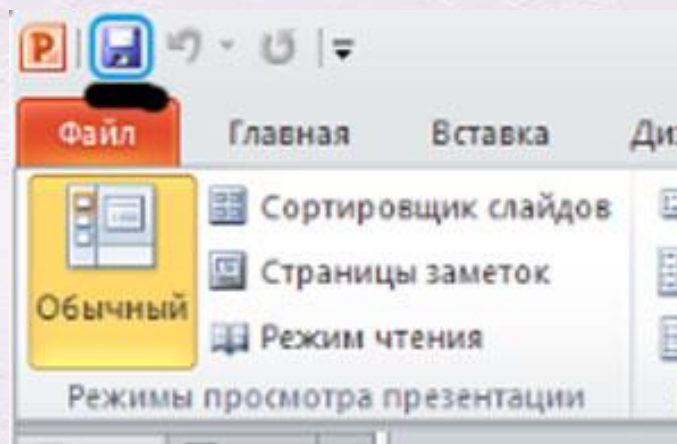 P
Файл Главная Вставка
Сортировщик слайдов
Страницы заметок
Обычный
Режим чтения
Режимы просмотра презентации